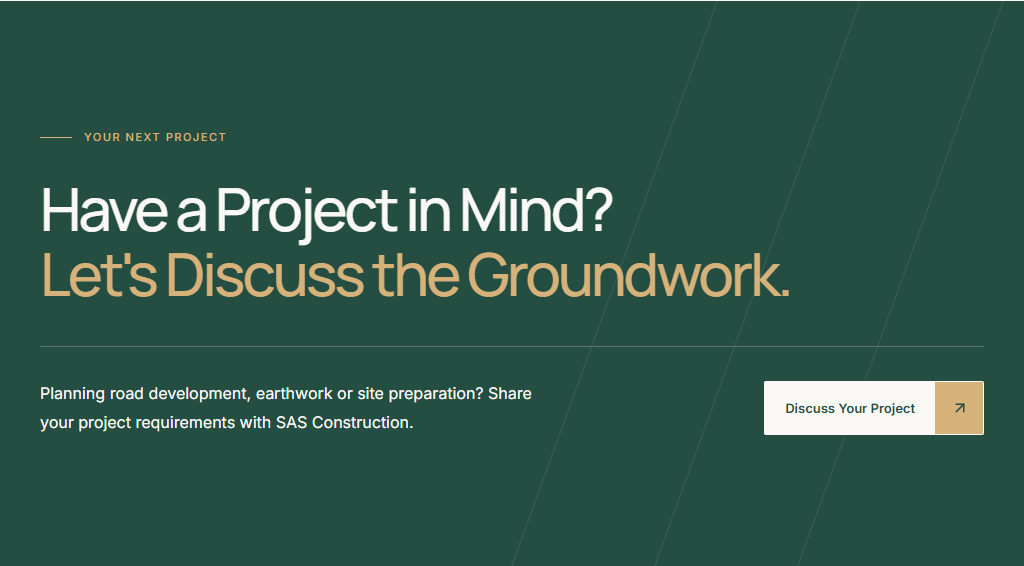 YOUR NEXT PROJECT
Have a Project in Mind?
Let's Discuss the Groundwork.
Planning road development, earthwork or site preparation? Share
your project requirements with SAS Construction.
Discuss Your Project